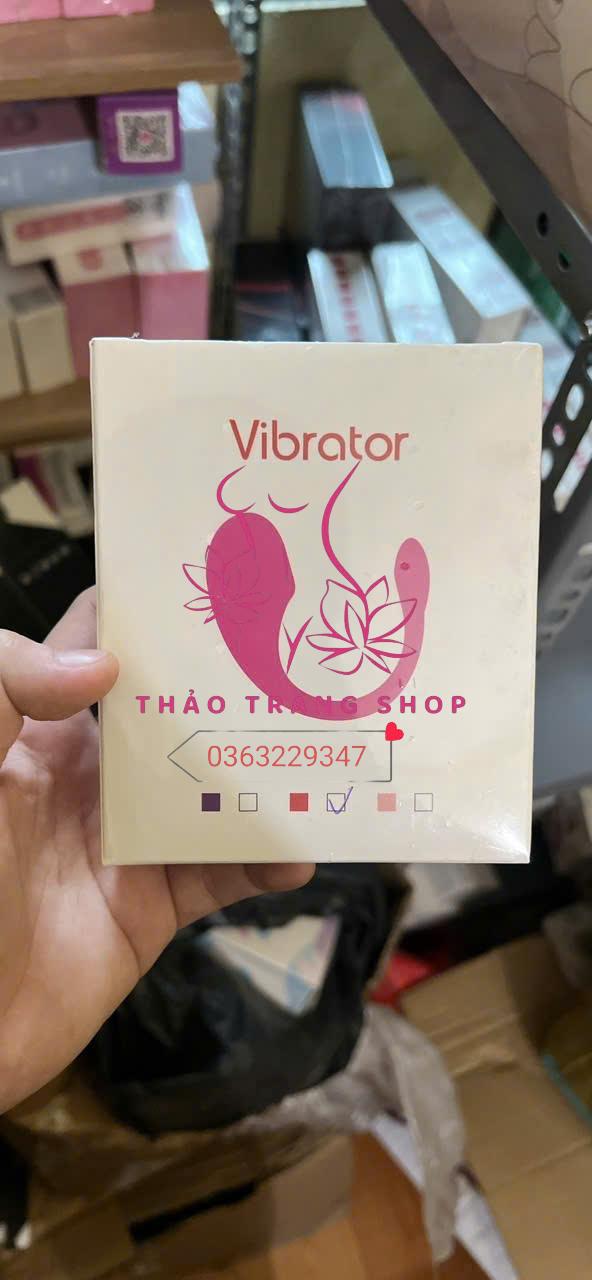 Vibrator
THẢO TRANG SHOP
0363229347